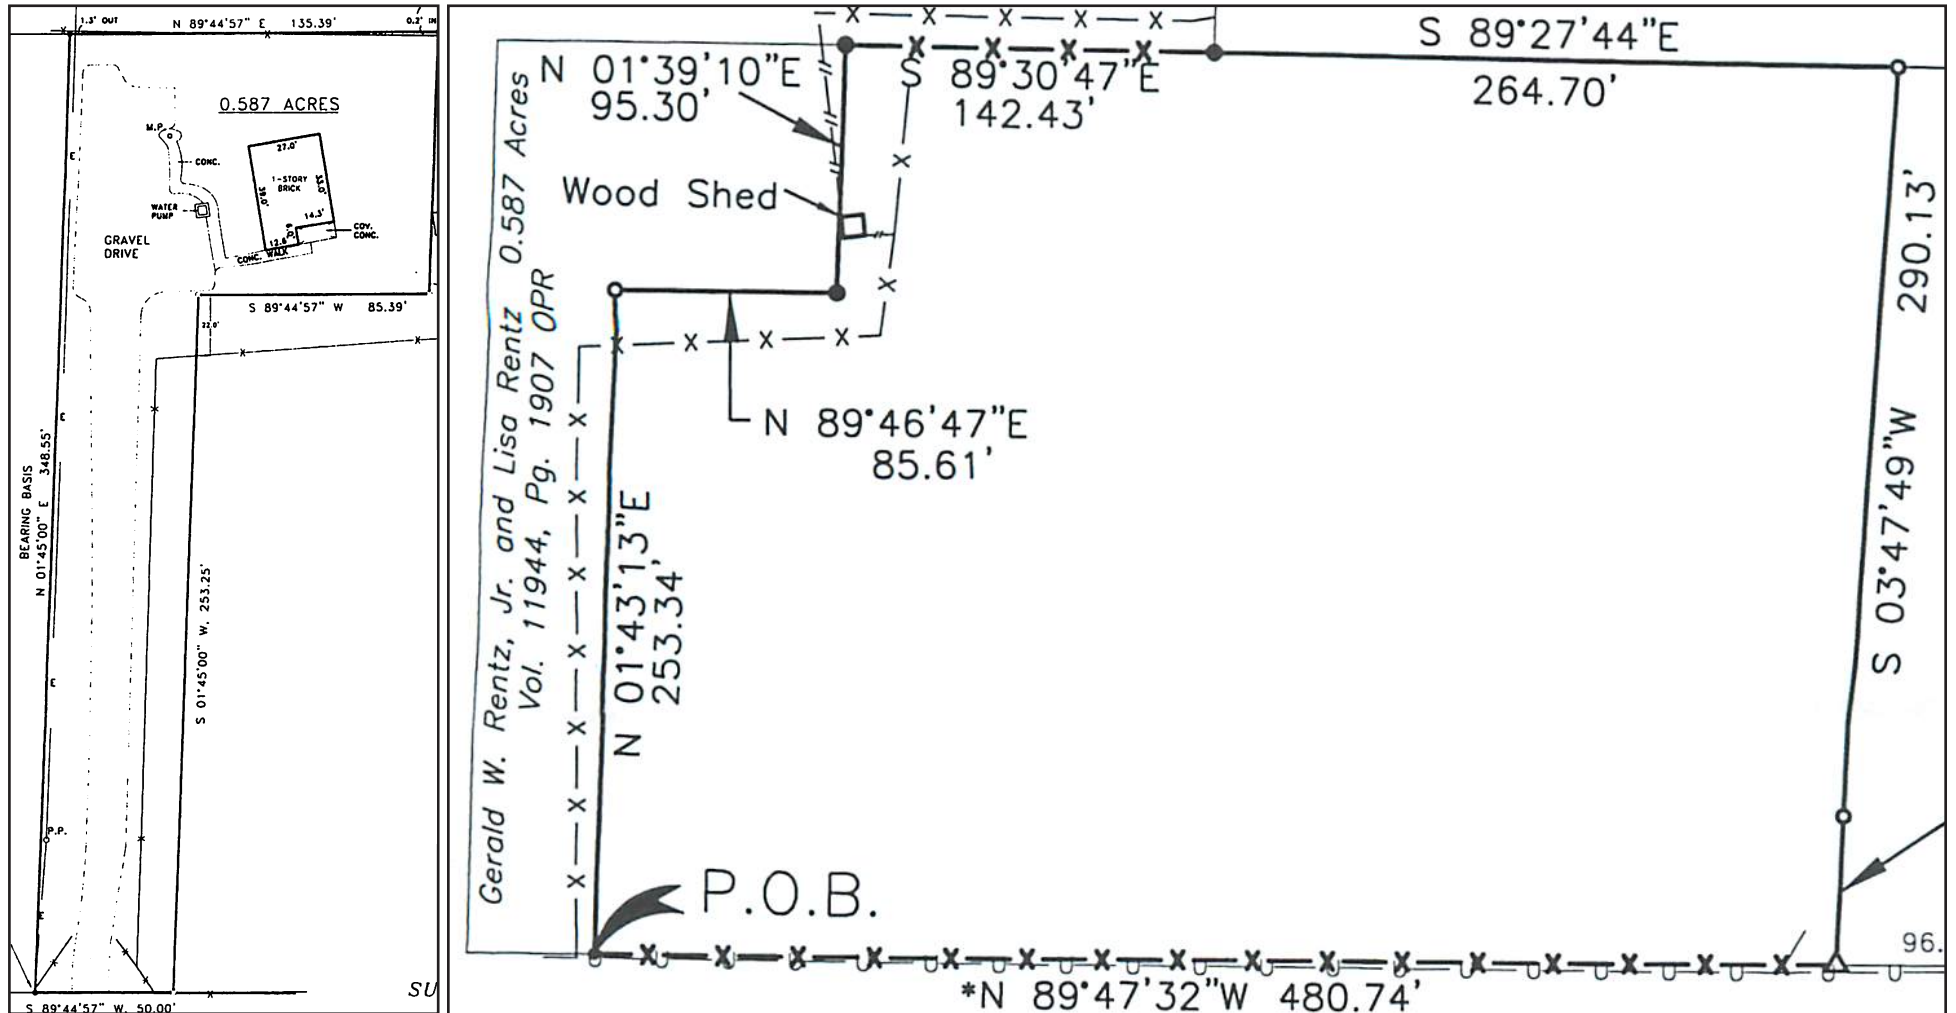 1.3' OUT
N 89°44'57" E 135.39'
0.2' IN
0.587 ACRES
M.P.
E
CONC.
27.0'
1-STORY
BRICK
39.0'
33.0'
14.3'
6.0'
12.6'
WATER
PUMP
COV.
CONC.
GRAVEL
DRIVE
CONC. WALK
S 89°44'57" W 85.39'
22.0'
E
BEARING BASIS
N 01°45'00" E 348.55'
S 01°45'00" W, 253.25'
E
P.P.
E
SU
S 89°44'57" W, 50.00'
S 89°27'44"E
264.70'
N 01°39'10"E
95.30'
S 89°30'47"E
142.43'
Wood Shed
290.13'
S 03°47'49"W
Gerald W. Rentz, Jr. and Lisa Rentz 0.587 Acres
Vol. 11944, Pg. 1907 OPR
N 89°46'47"E
85.61'
N 01°43'13"E
253.34'
P.O.B.
96.
*N 89°47'32"W 480.74'